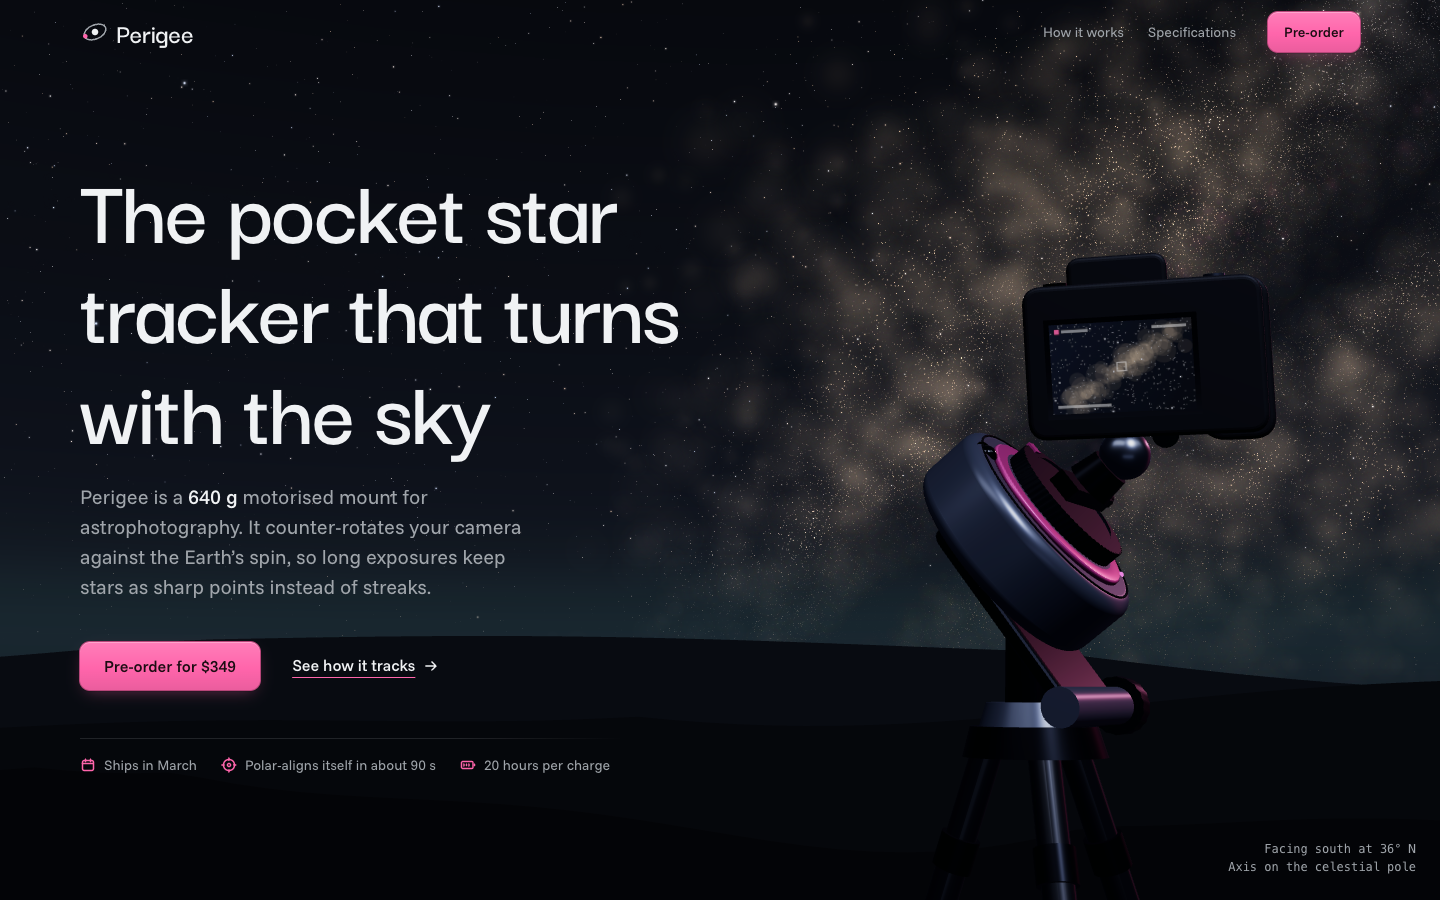 Perigee
How it works
Specifications
Pre-order
The pocket star
tracker that turns
with the sky
Perigee is a 640 g motorised mount for
astrophotography. It counter-rotates your camera
against the Earth’s spin, so long exposures keep
stars as sharp points instead of streaks.
Pre-order for $349
See how it tracks →
Ships in March
Polar-aligns itself in about 90 s
20 hours per charge
Facing south at 36° N
Axis on the celestial pole